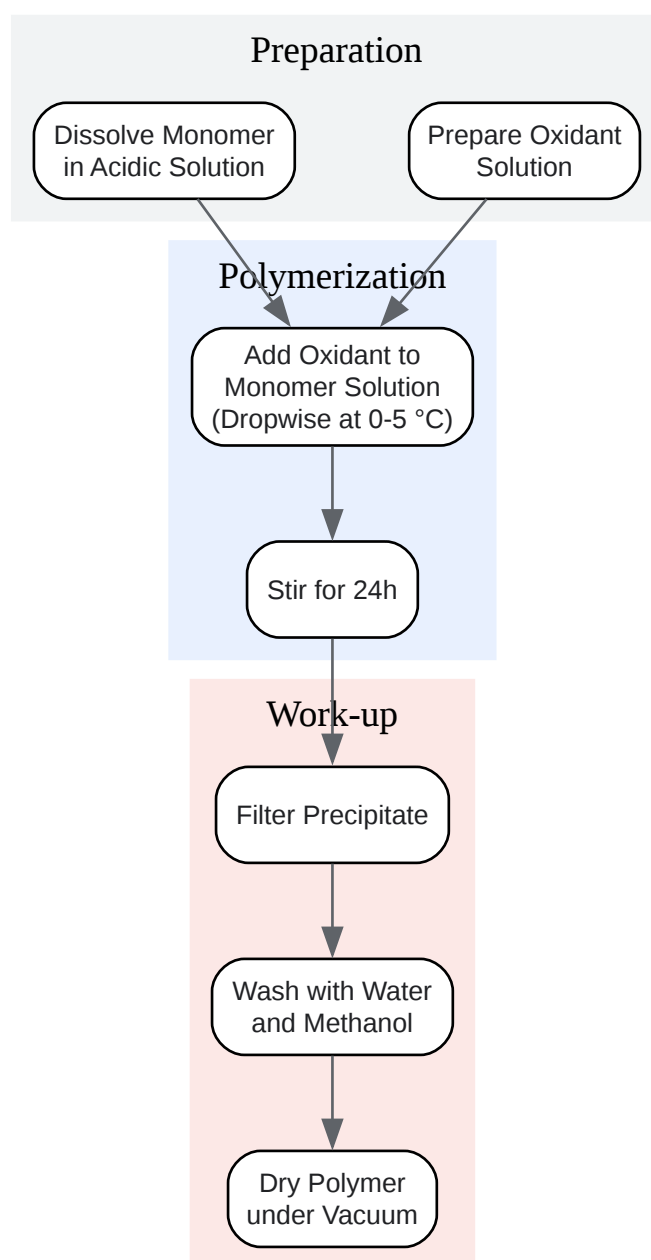 Preparation
Dissolve Monomer
in Acidic Solution
Prepare Oxidant
Solution
Polymerization
Add Oxidant to
Monomer Solution
(Dropwise at 0-5 °C)
Stir for 24h
Work-up
Filter Precipitate
Wash with Water
and Methanol
Dry Polymer
under Vacuum